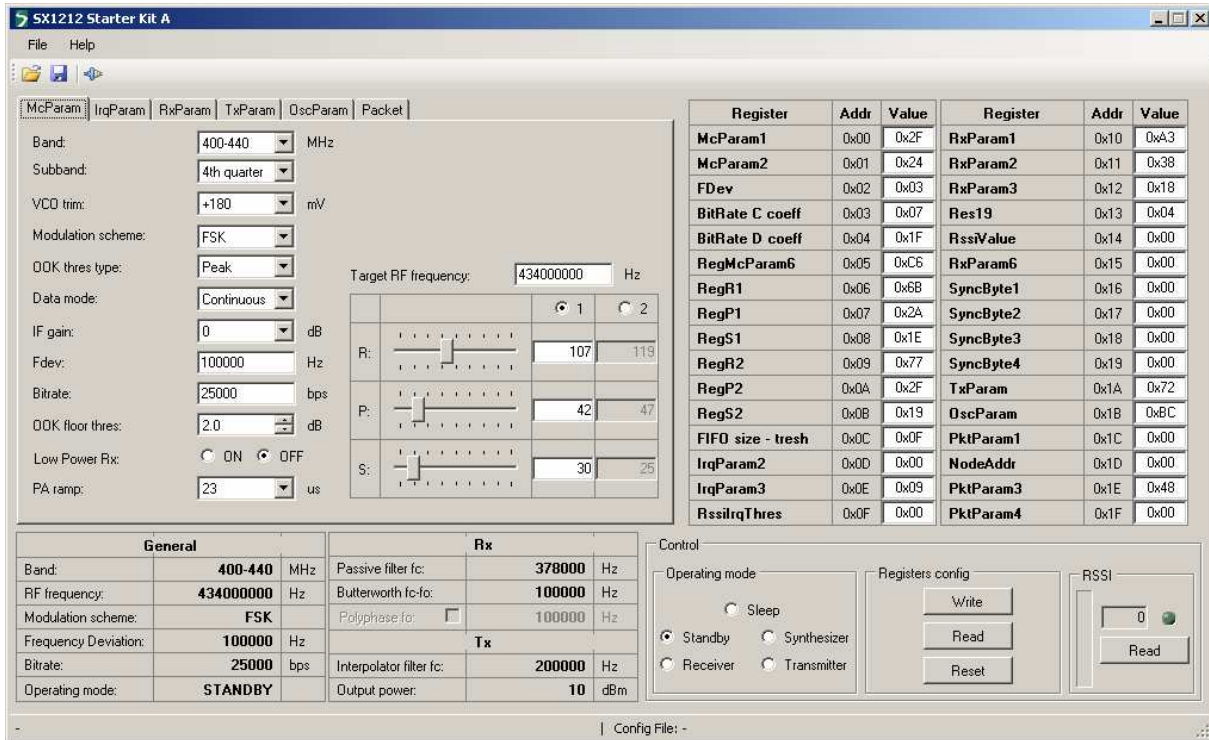 SX1212 Starter Kit A
File Help
McParam IrqParam RxParam TxParam OscParam Packet
Band: 400-440 MHz
Subband: 4th quarter
VCO trim: +180 mV
Modulation scheme: FSK
OOK thres type: Peak
Data mode: Continuous
IF gain: 0 dB
Fdev: 100000 Hz
Bitrate: 25000 bps
OOK floor thres: 2.0 dB
Low Power Rx: ON OFF
PA ramp: 23 us
Target RF frequency: 434000000 Hz
1 2
R: 107 119
P: 42 47
S: 30 25
Register Addr Value Register Addr Value
McParam1 0x00 0x2F RxParam1 0x10 0xA3
McParam2 0x01 0x24 RxParam2 0x11 0x38
FDev 0x02 0x03 RxParam3 0x12 0x18
BitRate C coeff 0x03 0x07 Res19 0x13 0x04
BitRate D coeff 0x04 0x1F RssiValue 0x14 0x00
RegMcParam6 0x05 0xC6 RxParam6 0x15 0x00
RegR1 0x06 0x6B SyncByte1 0x16 0x00
RegP1 0x07 0x2A SyncByte2 0x17 0x00
RegS1 0x08 0x1E SyncByte3 0x18 0x00
RegR2 0x09 0x77 SyncByte4 0x19 0x00
RegP2 0x0A 0x2F TxParam 0x1A 0x72
RegS2 0x0B 0x19 OscParam 0x1B 0xBC
FIFO size - tresh 0x0C 0x0F PktParam1 0x1C 0x00
IrqParam2 0x0D 0x00 NodeAddr 0x1D 0x00
IrqParam3 0x0E 0x09 PktParam3 0x1E 0x48
RssiIrqThres 0x0F 0x00 PktParam4 0x1F 0x00
General
Band: 400-440 MHz
RF frequency: 434000000 Hz
Modulation scheme: FSK
Frequency Deviation: 100000 Hz
Bitrate: 25000 bps
Operating mode: STANDBY
Rx
Passive filter fc: 378000 Hz
Butterworth fc-fo: 100000 Hz
Polyphase fo: 100000 Hz
Tx
Interpolator filter fc: 200000 Hz
Output power: 10 dBm
Control
Operating mode
Sleep
Standby Synthesizer
Receiver Transmitter
Registers config
Write
Read
Reset
RSSI
0
Read
- | Config File: -